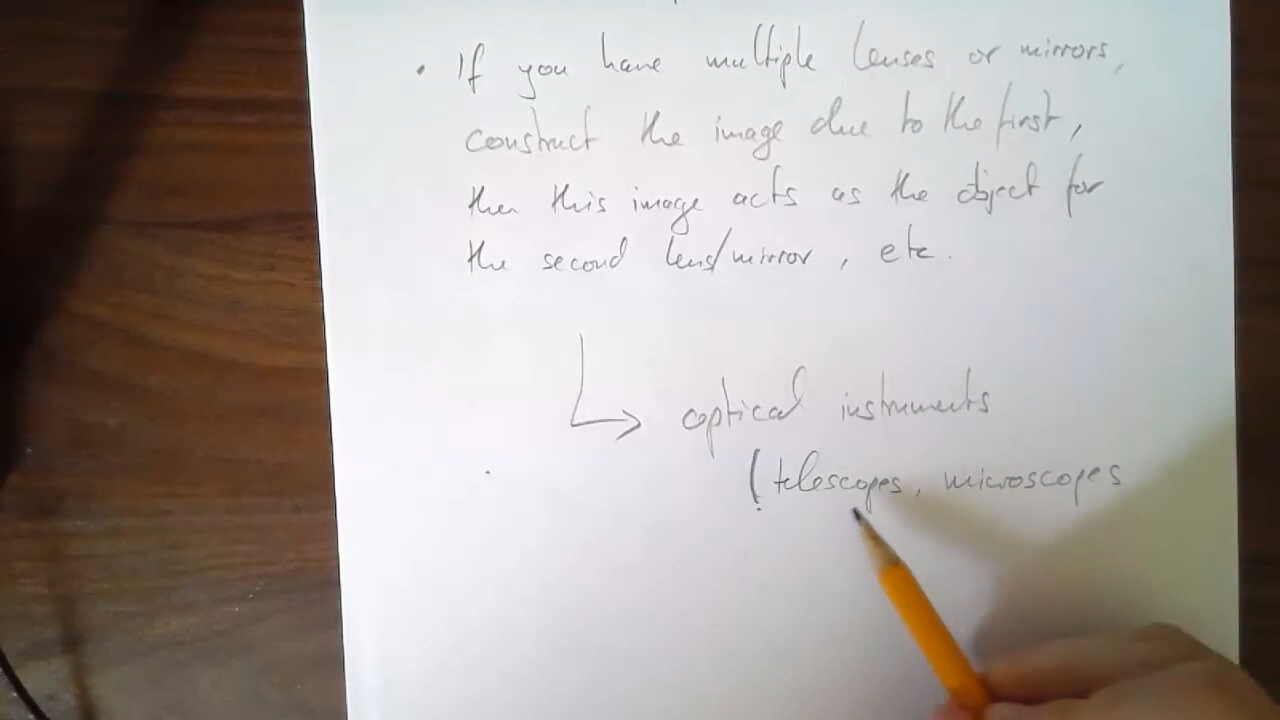 • If you have multiple lenses or mirrors,
construct the image due to the first,
then this image acts as the object for
the second lens/mirror, etc.
optical instruments
(telescopes, microscopes